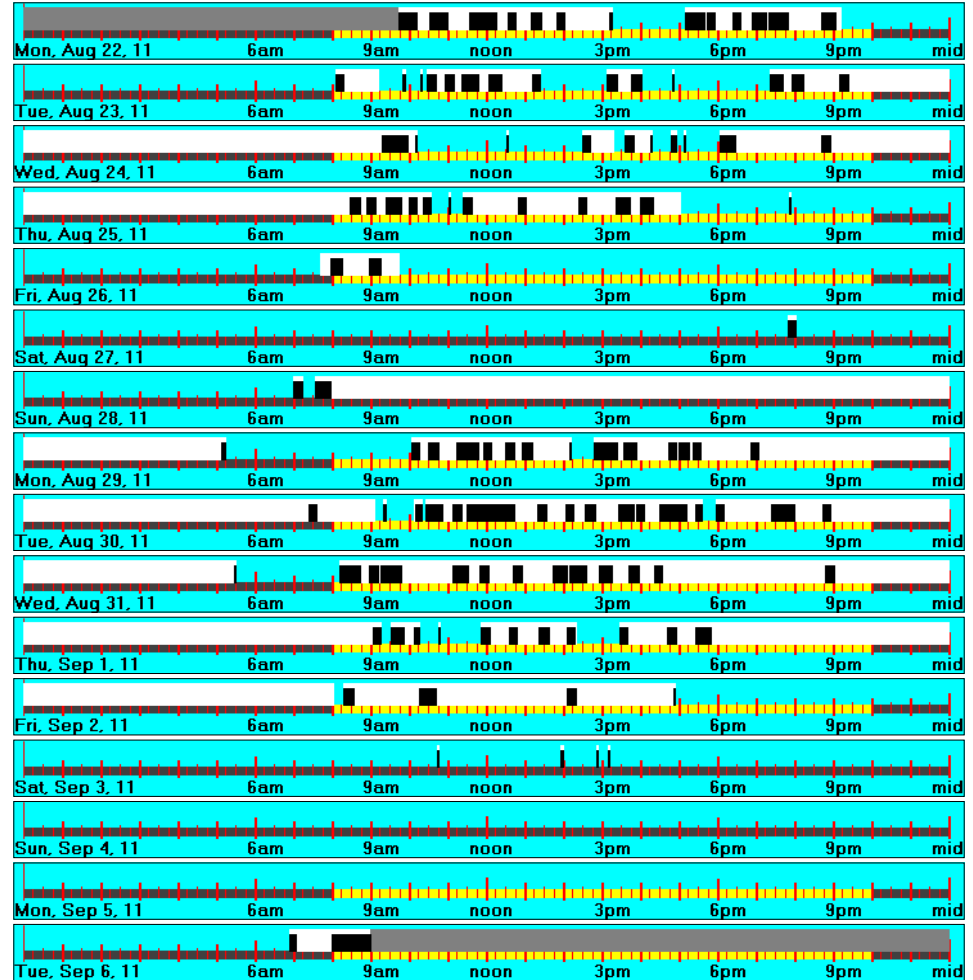 6am 9am noon 3pm 6pm 9pm mid
Mon, Aug 22, 11
6am 9am noon 3pm 6pm 9pm mid
Tue, Aug 23, 11
6am 9am noon 3pm 6pm 9pm mid
Wed, Aug 24, 11
6am 9am noon 3pm 6pm 9pm mid
Thu, Aug 25, 11
6am 9am noon 3pm 6pm 9pm mid
Fri, Aug 26, 11
6am 9am noon 3pm 6pm 9pm mid
Sat, Aug 27, 11
6am 9am noon 3pm 6pm 9pm mid
Sun, Aug 28, 11
6am 9am noon 3pm 6pm 9pm mid
Mon, Aug 29, 11
6am 9am noon 3pm 6pm 9pm mid
Tue, Aug 30, 11
6am 9am noon 3pm 6pm 9pm mid
Wed, Aug 31, 11
6am 9am noon 3pm 6pm 9pm mid
Thu, Sep 1, 11
6am 9am noon 3pm 6pm 9pm mid
Fri, Sep 2, 11
6am 9am noon 3pm 6pm 9pm mid
Sat, Sep 3, 11
6am 9am noon 3pm 6pm 9pm mid
Sun, Sep 4, 11
6am 9am noon 3pm 6pm 9pm mid
Mon, Sep 5, 11
6am 9am noon 3pm 6pm 9pm mid
Tue, Sep 6, 11